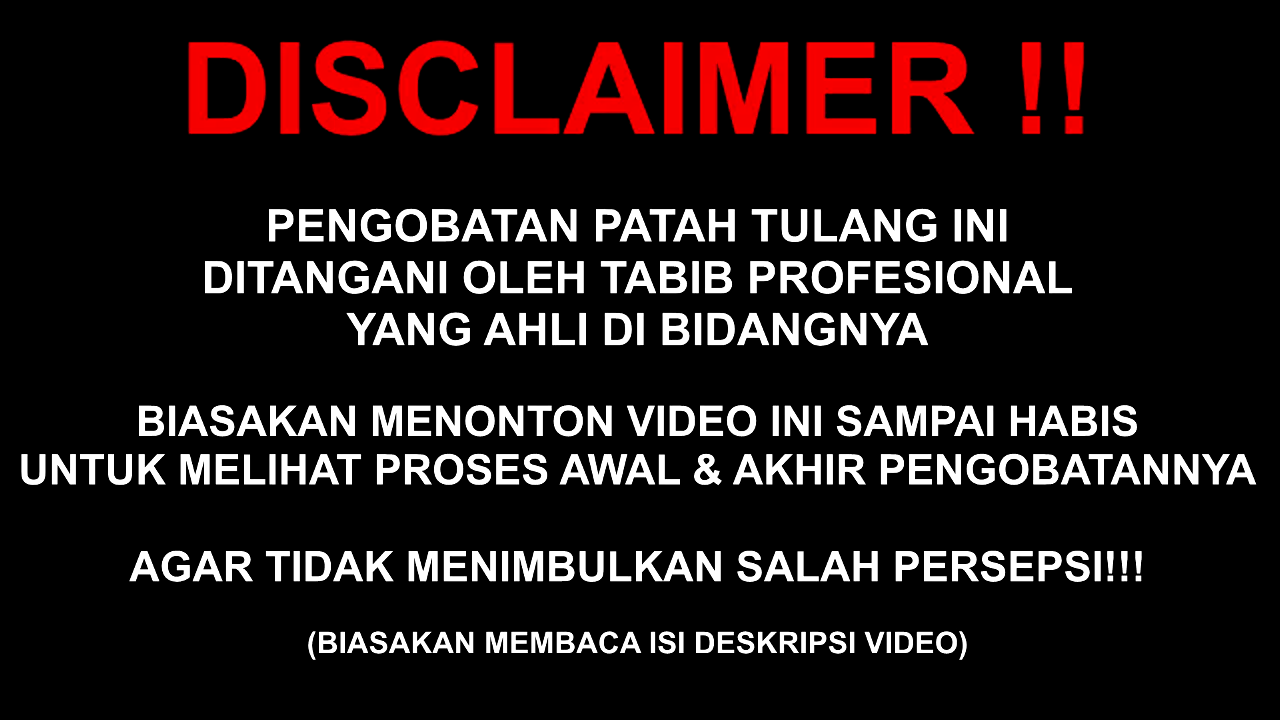 DISCLAIMER !!
PENGOBATAN PATAH TULANG INI
DITANGANI OLEH TABIB PROFESIONAL
YANG AHLI DI BIDANGNYA
BIASAKAN MENONTON VIDEO INI SAMPAI HABIS
UNTUK MELIHAT PROSES AWAL & AKHIR PENGOBATANNYA
AGAR TIDAK MENIMBULKAN SALAH PERSEPSI!!!
(BIASAKAN MEMBACA ISI DESKRIPSI VIDEO)